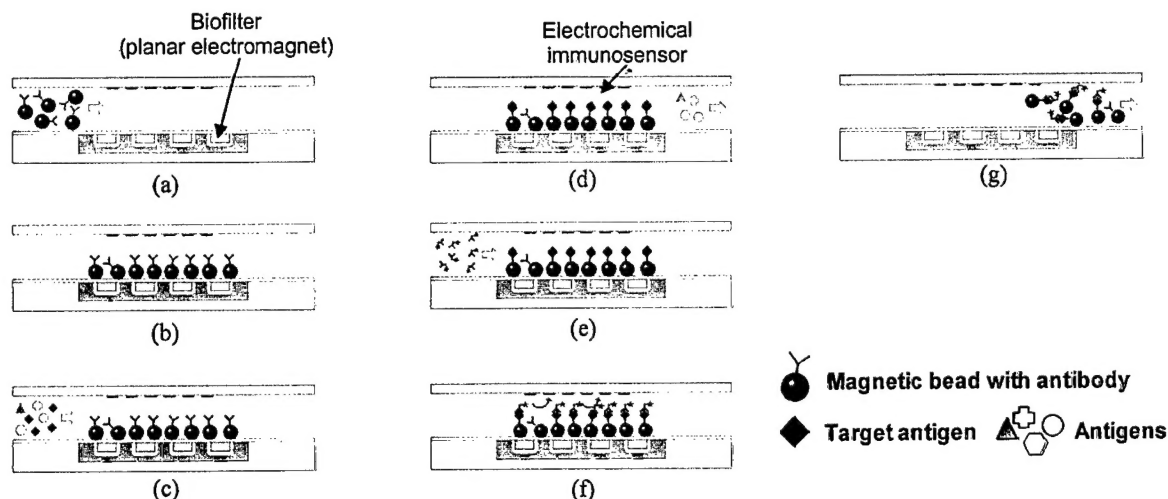 Biofilter
(planar electromagnet)
Electrochemical
immunosensor
(a)
(d)
(g)
(b)
(e)
(c)
(f)
Magnetic bead with antibody
Target antigen
Antigens